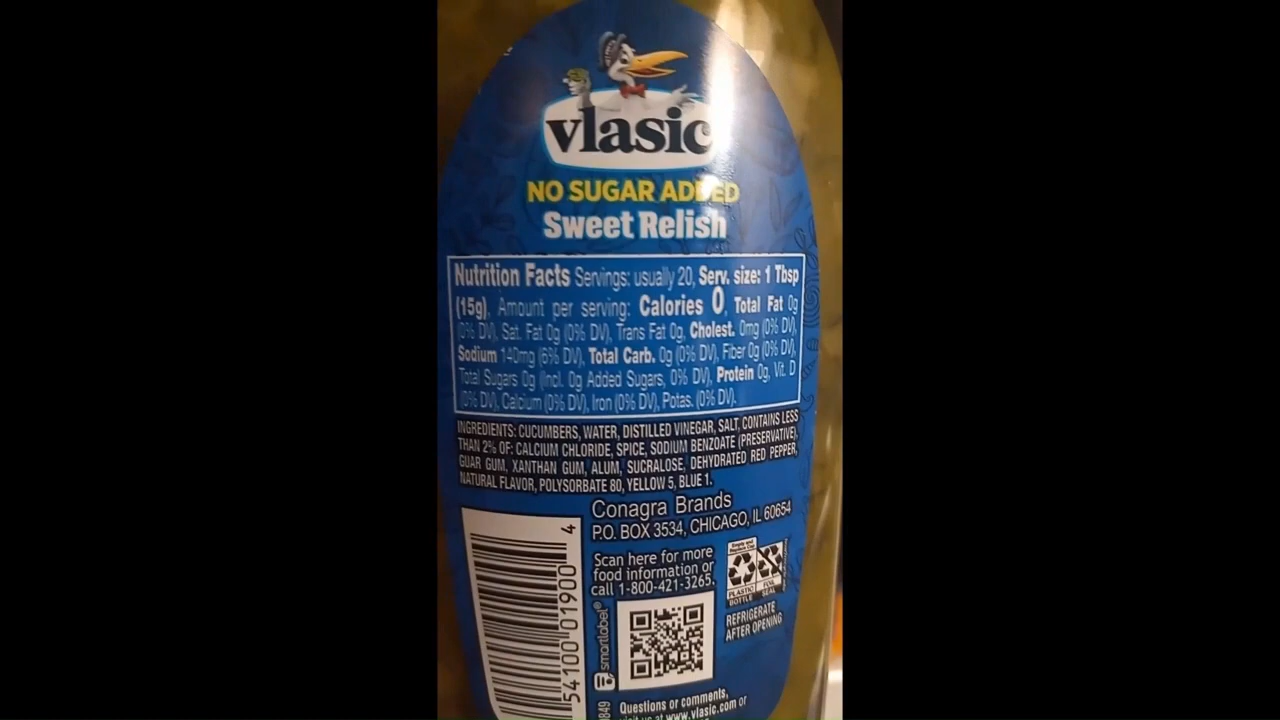 vlasic
NO SUGAR ADDED
Sweet Relish
Nutrition Facts Servings: usually 20, Serv. size: 1 Tbsp
(15g), Amount per serving: Calories 0, Total Fat 0g
(0% DV), Sat. Fat 0g (0% DV), Trans Fat 0g, Cholest. 0mg (0% DV),
Sodium 140mg (6% DV), Total Carb. 0g (0% DV), Fiber 0g (0% DV),
Total Sugars 0g (Incl. 0g Added Sugars, 0% DV), Protein 0g, Vit. D
(0% DV), Calcium (0% DV), Iron (0% DV), Potas. (0% DV).
INGREDIENTS: CUCUMBERS, WATER, DISTILLED VINEGAR, SALT, CONTAINS LESS
THAN 2% OF: CALCIUM CHLORIDE, SPICE, SODIUM BENZOATE (PRESERVATIVE),
GUAR GUM, XANTHAN GUM, ALUM, SUCRALOSE, DEHYDRATED RED PEPPER,
NATURAL FLAVOR, POLYSORBATE 80, YELLOW 5, BLUE 1.
Conagra Brands
P.O. BOX 3534, CHICAGO, IL 60654
54100 01900 4
Scan here for more
food information or
call 1-800-421-3265.
smartlabel®
PLASTIC
BOTTLE
FOIL
SEAL
REFRIGERATE
AFTER OPENING
Questions or comments,
visit us at www.vlasic.com or